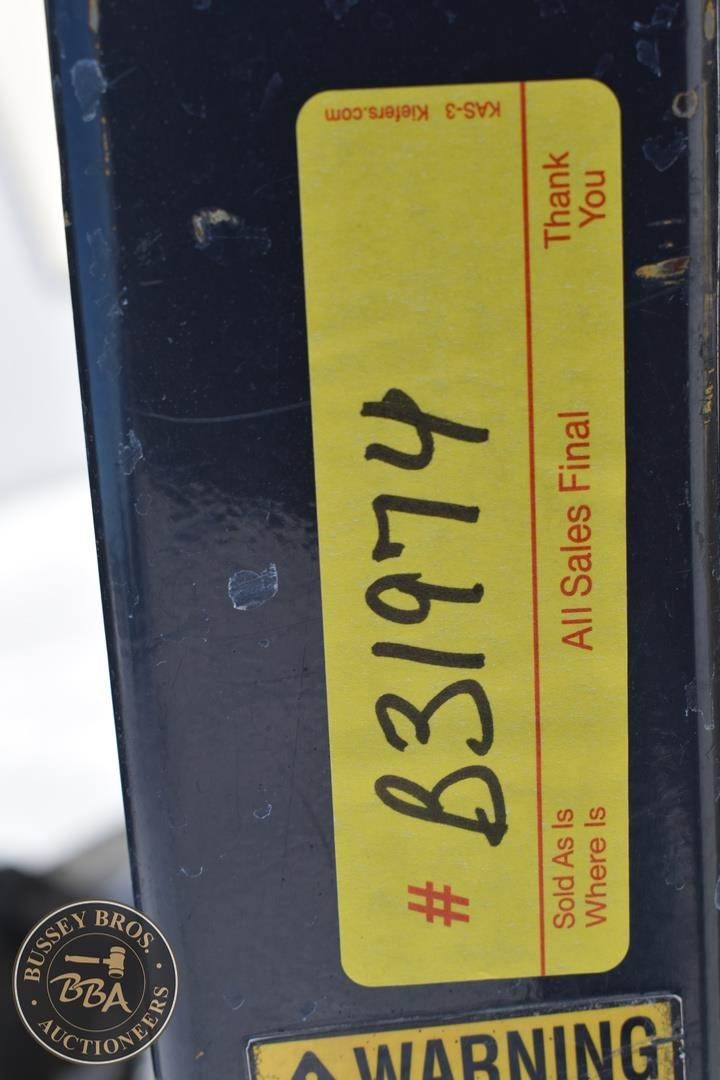 KAS-3 Kiefers.com
# B31974
Sold As Is
Where Is
All Sales Final
Thank
You
WARNING
BUSSEY BROS.
BBA
AUCTIONEERS